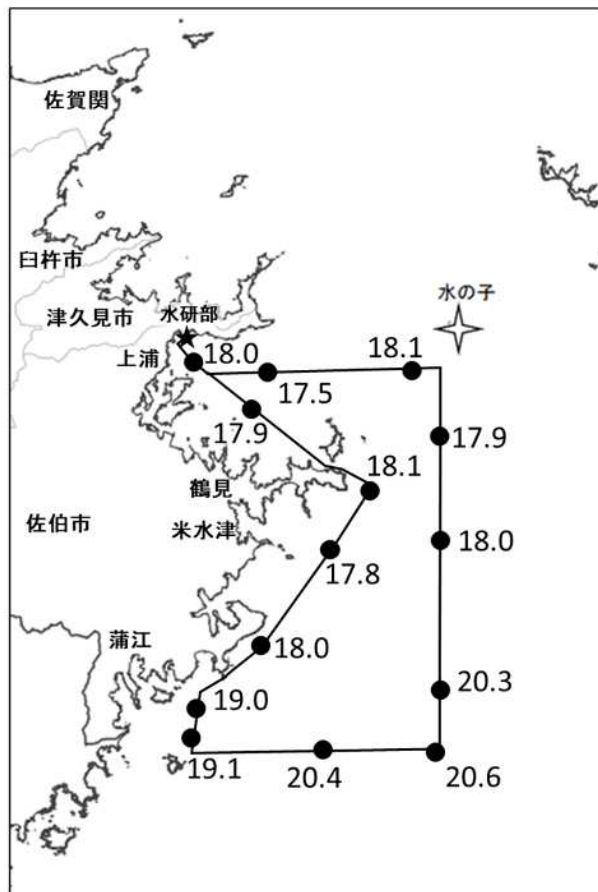 佐賀関
臼杵市
水の子
津久見市
水研部
上浦
18.0
18.1
17.5
17.9
17.9
18.1
鶴見
佐伯市
米水津
18.0
17.8
蒲江
18.0
20.3
19.0
19.1
20.4
20.6